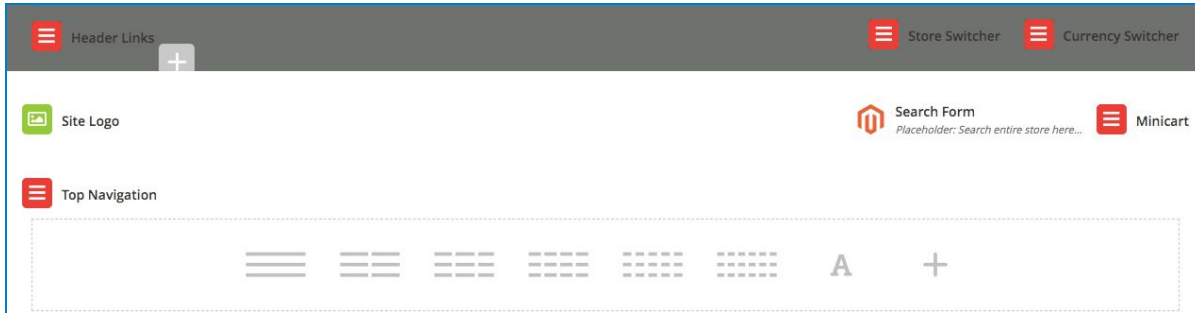 Header Links
Store Switcher
Currency Switcher
Site Logo
Search Form
Placeholder: Search entire store here...
Minicart
Top Navigation
A